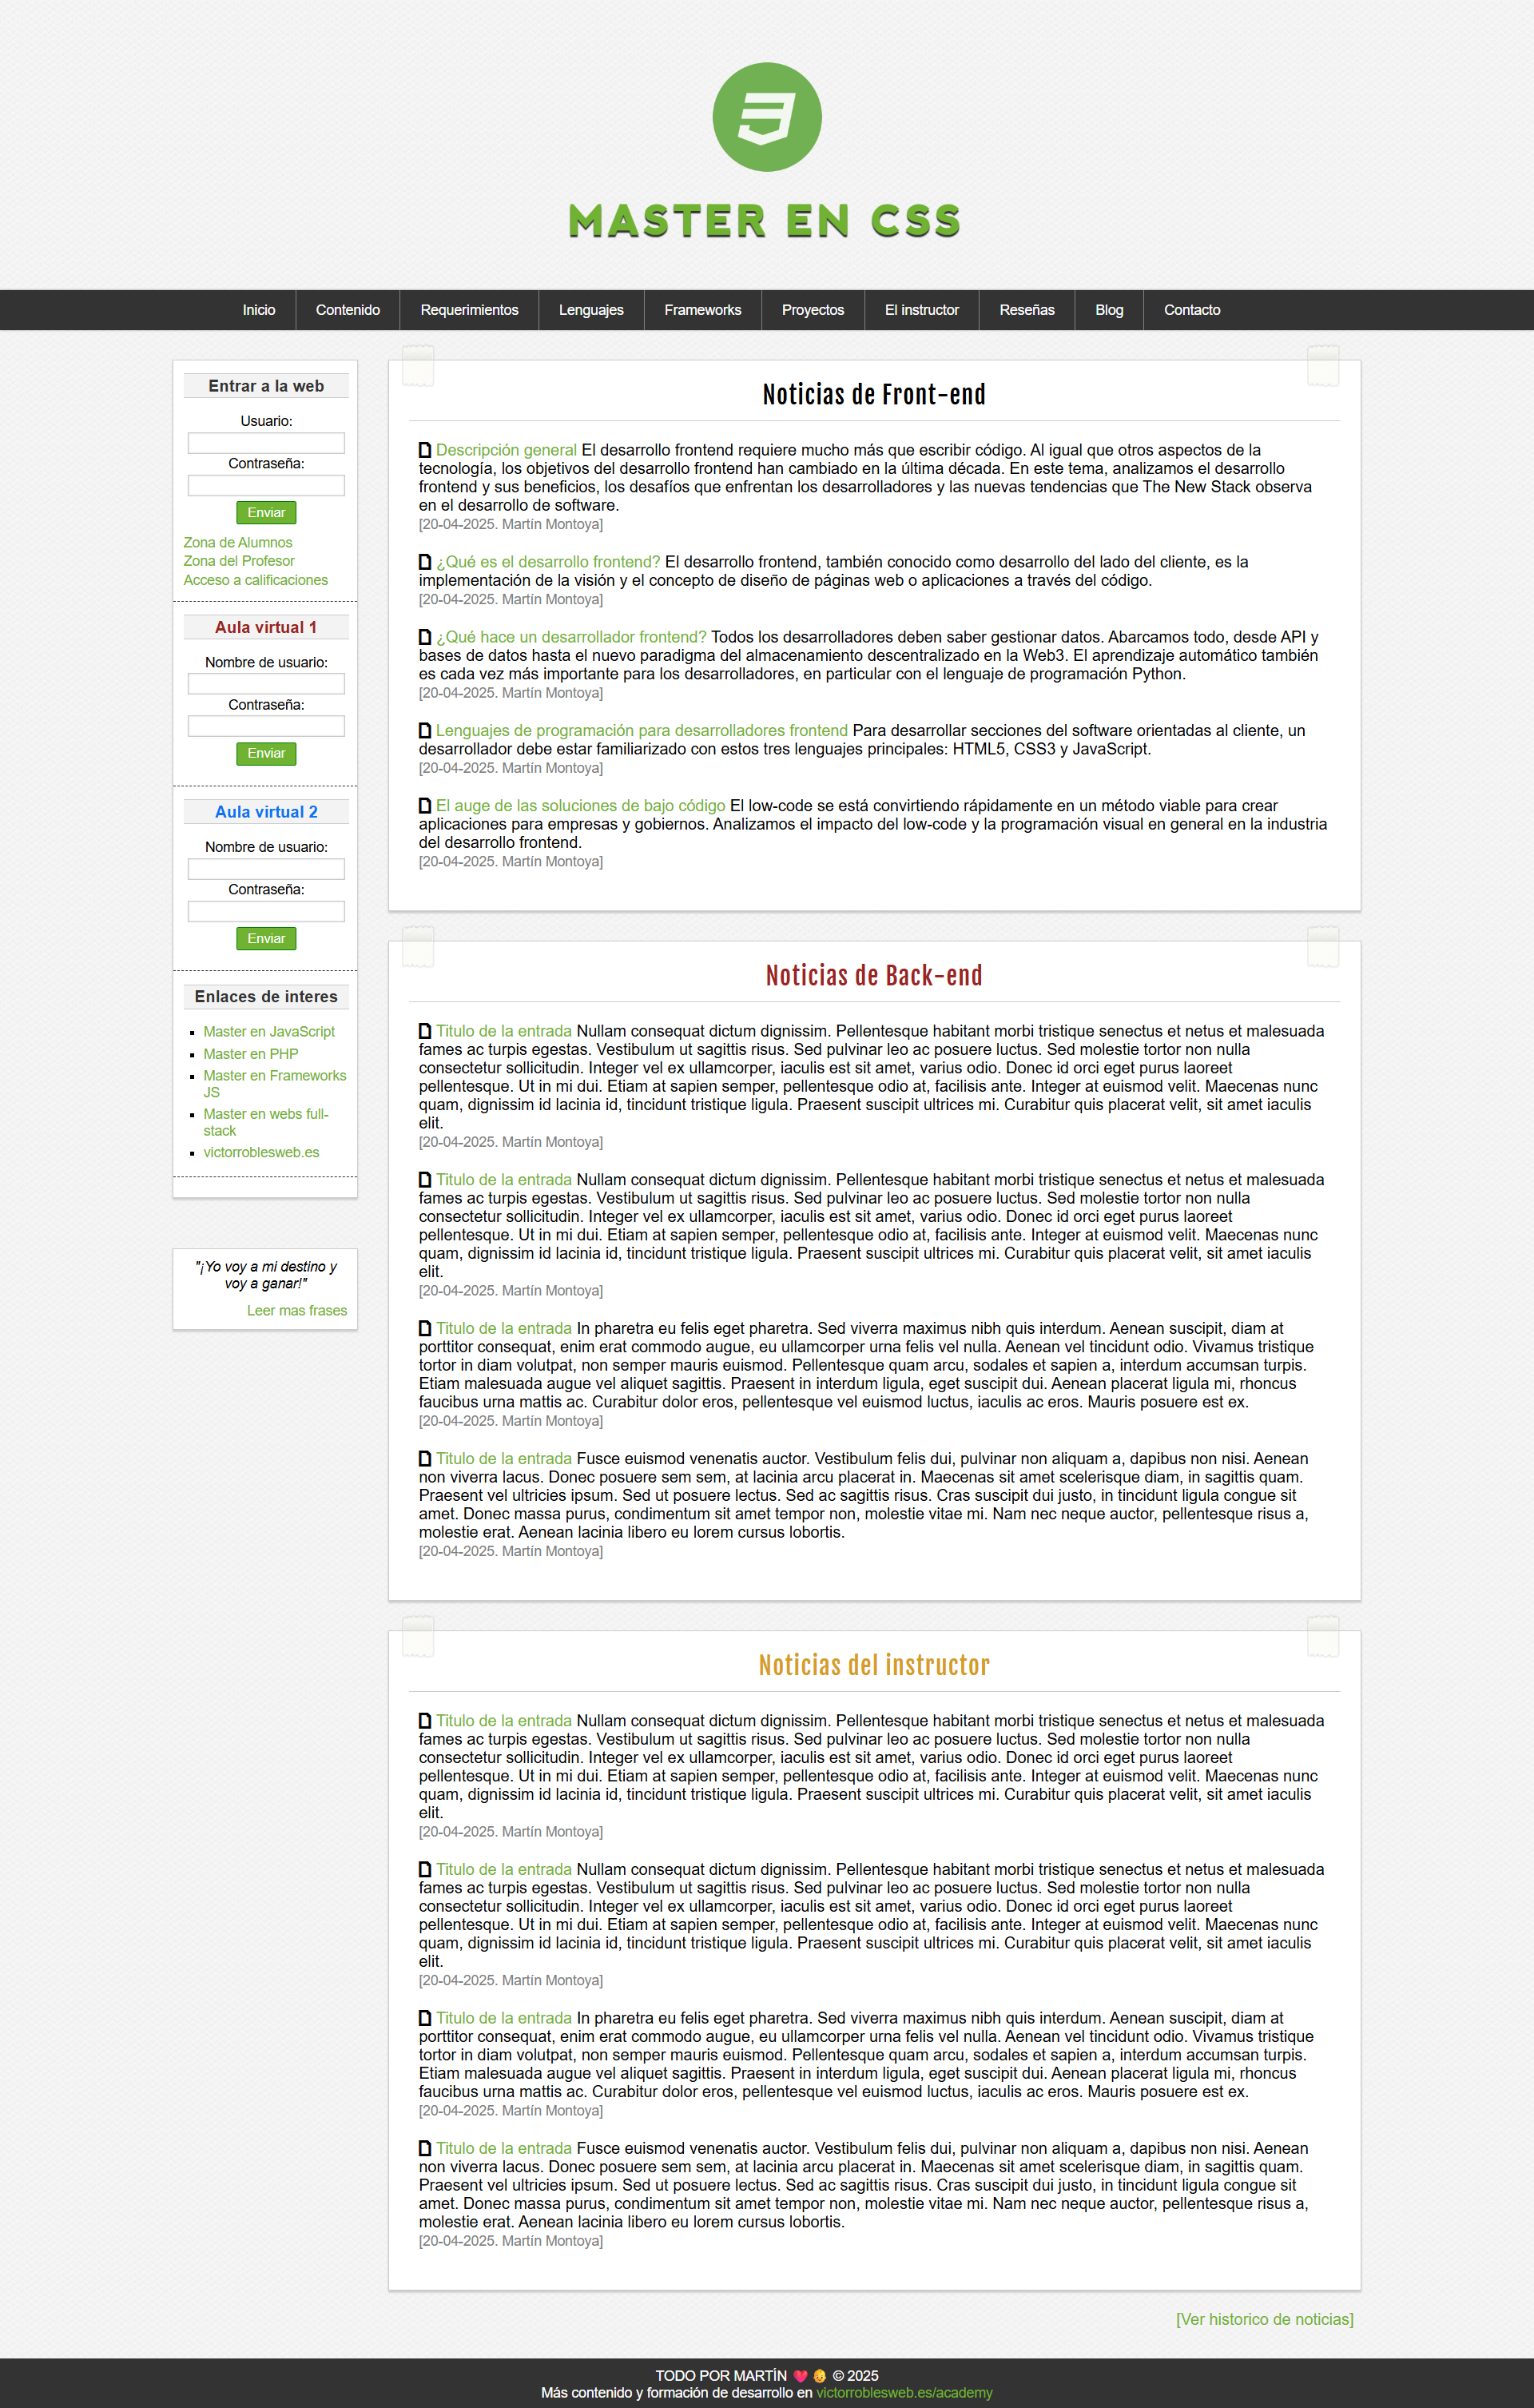 MASTER EN CSS
Inicio Contenido Requerimientos Lenguajes Frameworks Proyectos El instructor Reseñas Blog Contacto
Entrar a la web
Usuario:
Contraseña:
Enviar
Zona de Alumnos
Zona del Profesor
Acceso a calificaciones
Aula virtual 1
Nombre de usuario:
Contraseña:
Enviar
Aula virtual 2
Nombre de usuario:
Contraseña:
Enviar
Enlaces de interes
Master en JavaScript
Master en PHP
Master en Frameworks
JS
Master en webs full-
stack
victorroblesweb.es
"¡Yo voy a mi destino y
voy a ganar!"
Leer mas frases
Noticias de Front-end
Descripción general El desarrollo frontend requiere mucho más que escribir código. Al igual que otros aspectos de la
tecnología, los objetivos del desarrollo frontend han cambiado en la última década. En este tema, analizamos el desarrollo
frontend y sus beneficios, los desafíos que enfrentan los desarrolladores y las nuevas tendencias que The New Stack observa
en el desarrollo de software.
[20-04-2025. Martín Montoya]
¿Qué es el desarrollo frontend? El desarrollo frontend, también conocido como desarrollo del lado del cliente, es la
implementación de la visión y el concepto de diseño de páginas web o aplicaciones a través del código.
[20-04-2025. Martín Montoya]
¿Qué hace un desarrollador frontend? Todos los desarrolladores deben saber gestionar datos. Abarcamos todo, desde API y
bases de datos hasta el nuevo paradigma del almacenamiento descentralizado en la Web3. El aprendizaje automático también
es cada vez más importante para los desarrolladores, en particular con el lenguaje de programación Python.
[20-04-2025. Martín Montoya]
Lenguajes de programación para desarrolladores frontend Para desarrollar secciones del software orientadas al cliente, un
desarrollador debe estar familiarizado con estos tres lenguajes principales: HTML5, CSS3 y JavaScript.
[20-04-2025. Martín Montoya]
El auge de las soluciones de bajo código El low-code se está convirtiendo rápidamente en un método viable para crear
aplicaciones para empresas y gobiernos. Analizamos el impacto del low-code y la programación visual en general en la industria
del desarrollo frontend.
[20-04-2025. Martín Montoya]
Noticias de Back-end
Titulo de la entrada Nullam consequat dictum dignissim. Pellentesque habitant morbi tristique senectus et netus et malesuada
fames ac turpis egestas. Vestibulum ut sagittis risus. Sed pulvinar leo ac posuere luctus. Sed molestie tortor non nulla
consectetur sollicitudin. Integer vel ex ullamcorper, iaculis est sit amet, varius odio. Donec id orci eget purus laoreet
pellentesque. Ut in mi dui. Etiam at sapien semper, pellentesque odio at, facilisis ante. Integer at euismod velit. Maecenas nunc
quam, dignissim id lacinia id, tincidunt tristique ligula. Praesent suscipit ultrices mi. Curabitur quis placerat velit, sit amet iaculis
elit.
[20-04-2025. Martín Montoya]
Titulo de la entrada Nullam consequat dictum dignissim. Pellentesque habitant morbi tristique senectus et netus et malesuada
fames ac turpis egestas. Vestibulum ut sagittis risus. Sed pulvinar leo ac posuere luctus. Sed molestie tortor non nulla
consectetur sollicitudin. Integer vel ex ullamcorper, iaculis est sit amet, varius odio. Donec id orci eget purus laoreet
pellentesque. Ut in mi dui. Etiam at sapien semper, pellentesque odio at, facilisis ante. Integer at euismod velit. Maecenas nunc
quam, dignissim id lacinia id, tincidunt tristique ligula. Praesent suscipit ultrices mi. Curabitur quis placerat velit, sit amet iaculis
elit.
[20-04-2025. Martín Montoya]
Titulo de la entrada In pharetra eu felis eget pharetra. Sed viverra maximus nibh quis interdum. Aenean suscipit, diam at
porttitor consequat, enim erat commodo augue, eu ullamcorper urna felis vel nulla. Aenean vel tincidunt odio. Vivamus tristique
tortor in diam volutpat, non semper mauris euismod. Pellentesque quam arcu, sodales et sapien a, interdum accumsan turpis.
Etiam malesuada augue vel aliquet sagittis. Praesent in interdum ligula, eget suscipit dui. Aenean placerat ligula mi, rhoncus
faucibus urna mattis ac. Curabitur dolor eros, pellentesque vel euismod luctus, iaculis ac eros. Mauris posuere est ex.
[20-04-2025. Martín Montoya]
Titulo de la entrada Fusce euismod venenatis auctor. Vestibulum felis dui, pulvinar non aliquam a, dapibus non nisi. Aenean
non viverra lacus. Donec posuere sem sem, at lacinia arcu placerat in. Maecenas sit amet scelerisque diam, in sagittis quam.
Praesent vel ultricies ipsum. Sed ut posuere lectus. Sed ac sagittis risus. Cras suscipit dui justo, in tincidunt ligula congue sit
amet. Donec massa purus, condimentum sit amet tempor non, molestie vitae mi. Nam nec neque auctor, pellentesque risus a,
molestie erat. Aenean lacinia libero eu lorem cursus lobortis.
[20-04-2025. Martín Montoya]
Noticias del instructor
Titulo de la entrada Nullam consequat dictum dignissim. Pellentesque habitant morbi tristique senectus et netus et malesuada
fames ac turpis egestas. Vestibulum ut sagittis risus. Sed pulvinar leo ac posuere luctus. Sed molestie tortor non nulla
consectetur sollicitudin. Integer vel ex ullamcorper, iaculis est sit amet, varius odio. Donec id orci eget purus laoreet
pellentesque. Ut in mi dui. Etiam at sapien semper, pellentesque odio at, facilisis ante. Integer at euismod velit. Maecenas nunc
quam, dignissim id lacinia id, tincidunt tristique ligula. Praesent suscipit ultrices mi. Curabitur quis placerat velit, sit amet iaculis
elit.
[20-04-2025. Martín Montoya]
Titulo de la entrada Nullam consequat dictum dignissim. Pellentesque habitant morbi tristique senectus et netus et malesuada
fames ac turpis egestas. Vestibulum ut sagittis risus. Sed pulvinar leo ac posuere luctus. Sed molestie tortor non nulla
consectetur sollicitudin. Integer vel ex ullamcorper, iaculis est sit amet, varius odio. Donec id orci eget purus laoreet
pellentesque. Ut in mi dui. Etiam at sapien semper, pellentesque odio at, facilisis ante. Integer at euismod velit. Maecenas nunc
quam, dignissim id lacinia id, tincidunt tristique ligula. Praesent suscipit ultrices mi. Curabitur quis placerat velit, sit amet iaculis
elit.
[20-04-2025. Martín Montoya]
Titulo de la entrada In pharetra eu felis eget pharetra. Sed viverra maximus nibh quis interdum. Aenean suscipit, diam at
porttitor consequat, enim erat commodo augue, eu ullamcorper urna felis vel nulla. Aenean vel tincidunt odio. Vivamus tristique
tortor in diam volutpat, non semper mauris euismod. Pellentesque quam arcu, sodales et sapien a, interdum accumsan turpis.
Etiam malesuada augue vel aliquet sagittis. Praesent in interdum ligula, eget suscipit dui. Aenean placerat ligula mi, rhoncus
faucibus urna mattis ac. Curabitur dolor eros, pellentesque vel euismod luctus, iaculis ac eros. Mauris posuere est ex.
[20-04-2025. Martín Montoya]
Titulo de la entrada Fusce euismod venenatis auctor. Vestibulum felis dui, pulvinar non aliquam a, dapibus non nisi. Aenean
non viverra lacus. Donec posuere sem sem, at lacinia arcu placerat in. Maecenas sit amet scelerisque diam, in sagittis quam.
Praesent vel ultricies ipsum. Sed ut posuere lectus. Sed ac sagittis risus. Cras suscipit dui justo, in tincidunt ligula congue sit
amet. Donec massa purus, condimentum sit amet tempor non, molestie vitae mi. Nam nec neque auctor, pellentesque risus a,
molestie erat. Aenean lacinia libero eu lorem cursus lobortis.
[20-04-2025. Martín Montoya]
[Ver historico de noticias]
TODO POR MARTÍN ❤️ 👴 © 2025
Más contenido y formación de desarrollo en victorroblesweb.es/academy